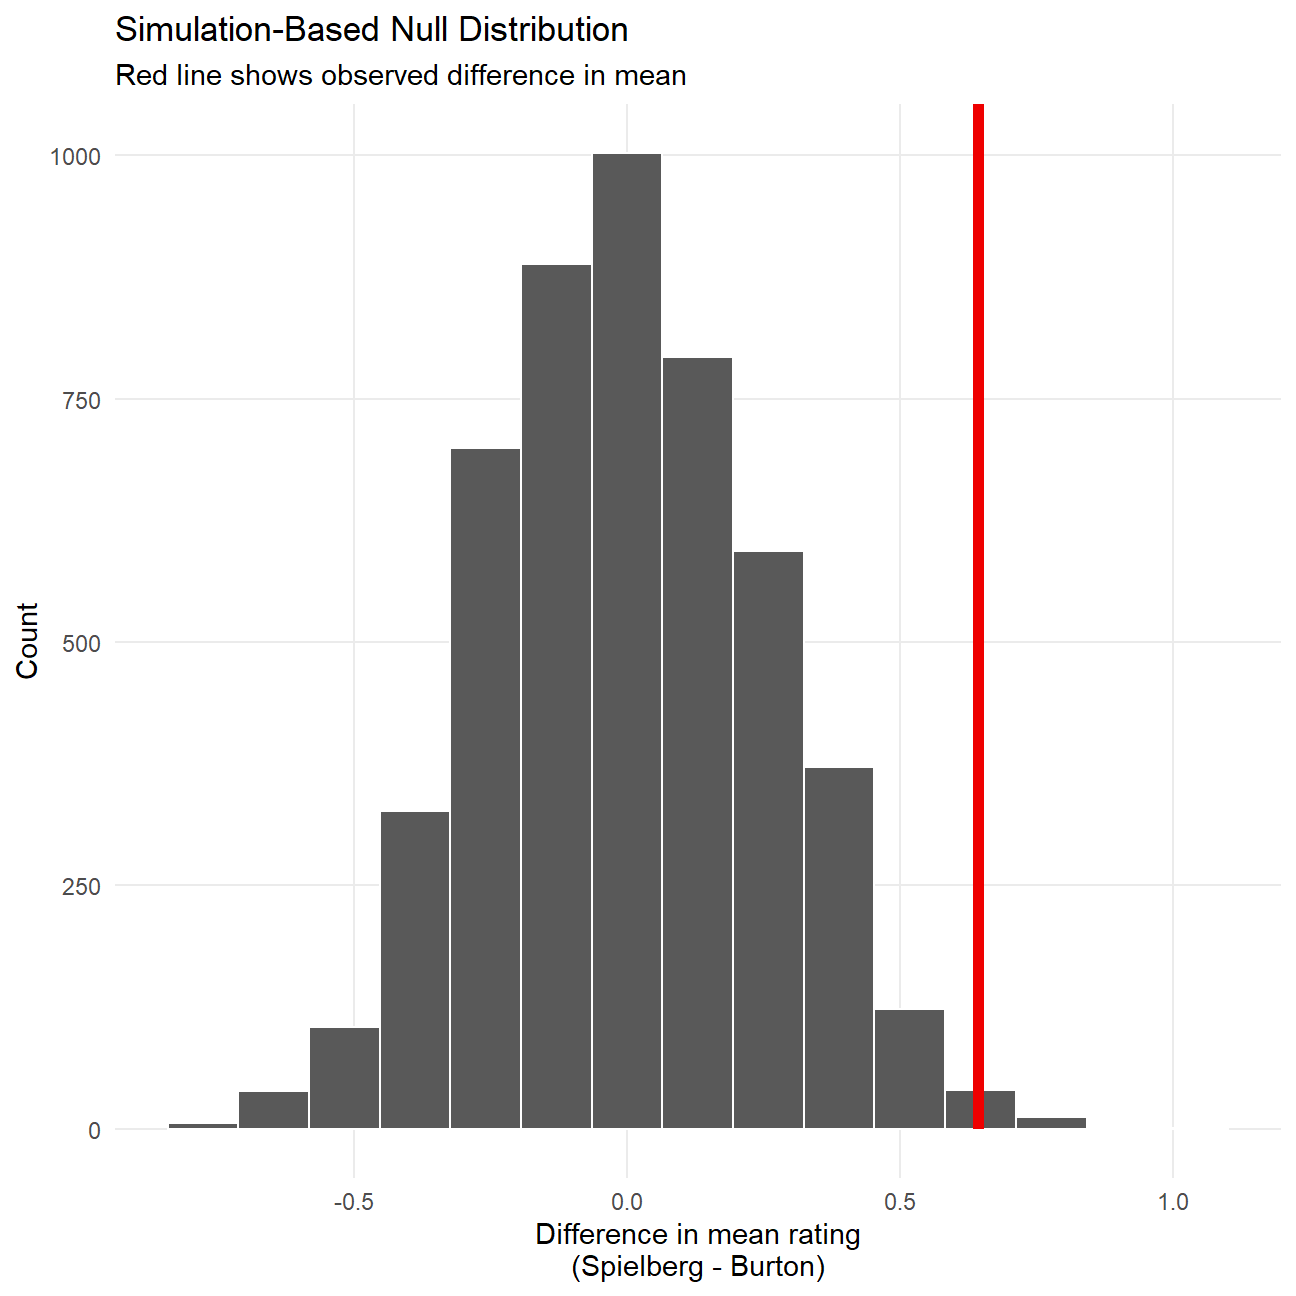 Simulation-Based Null Distribution
Red line shows observed difference in mean
1000
750
500
250
0
Count
-0.5
0.0
0.5
1.0
Difference in mean rating
(Spielberg - Burton)